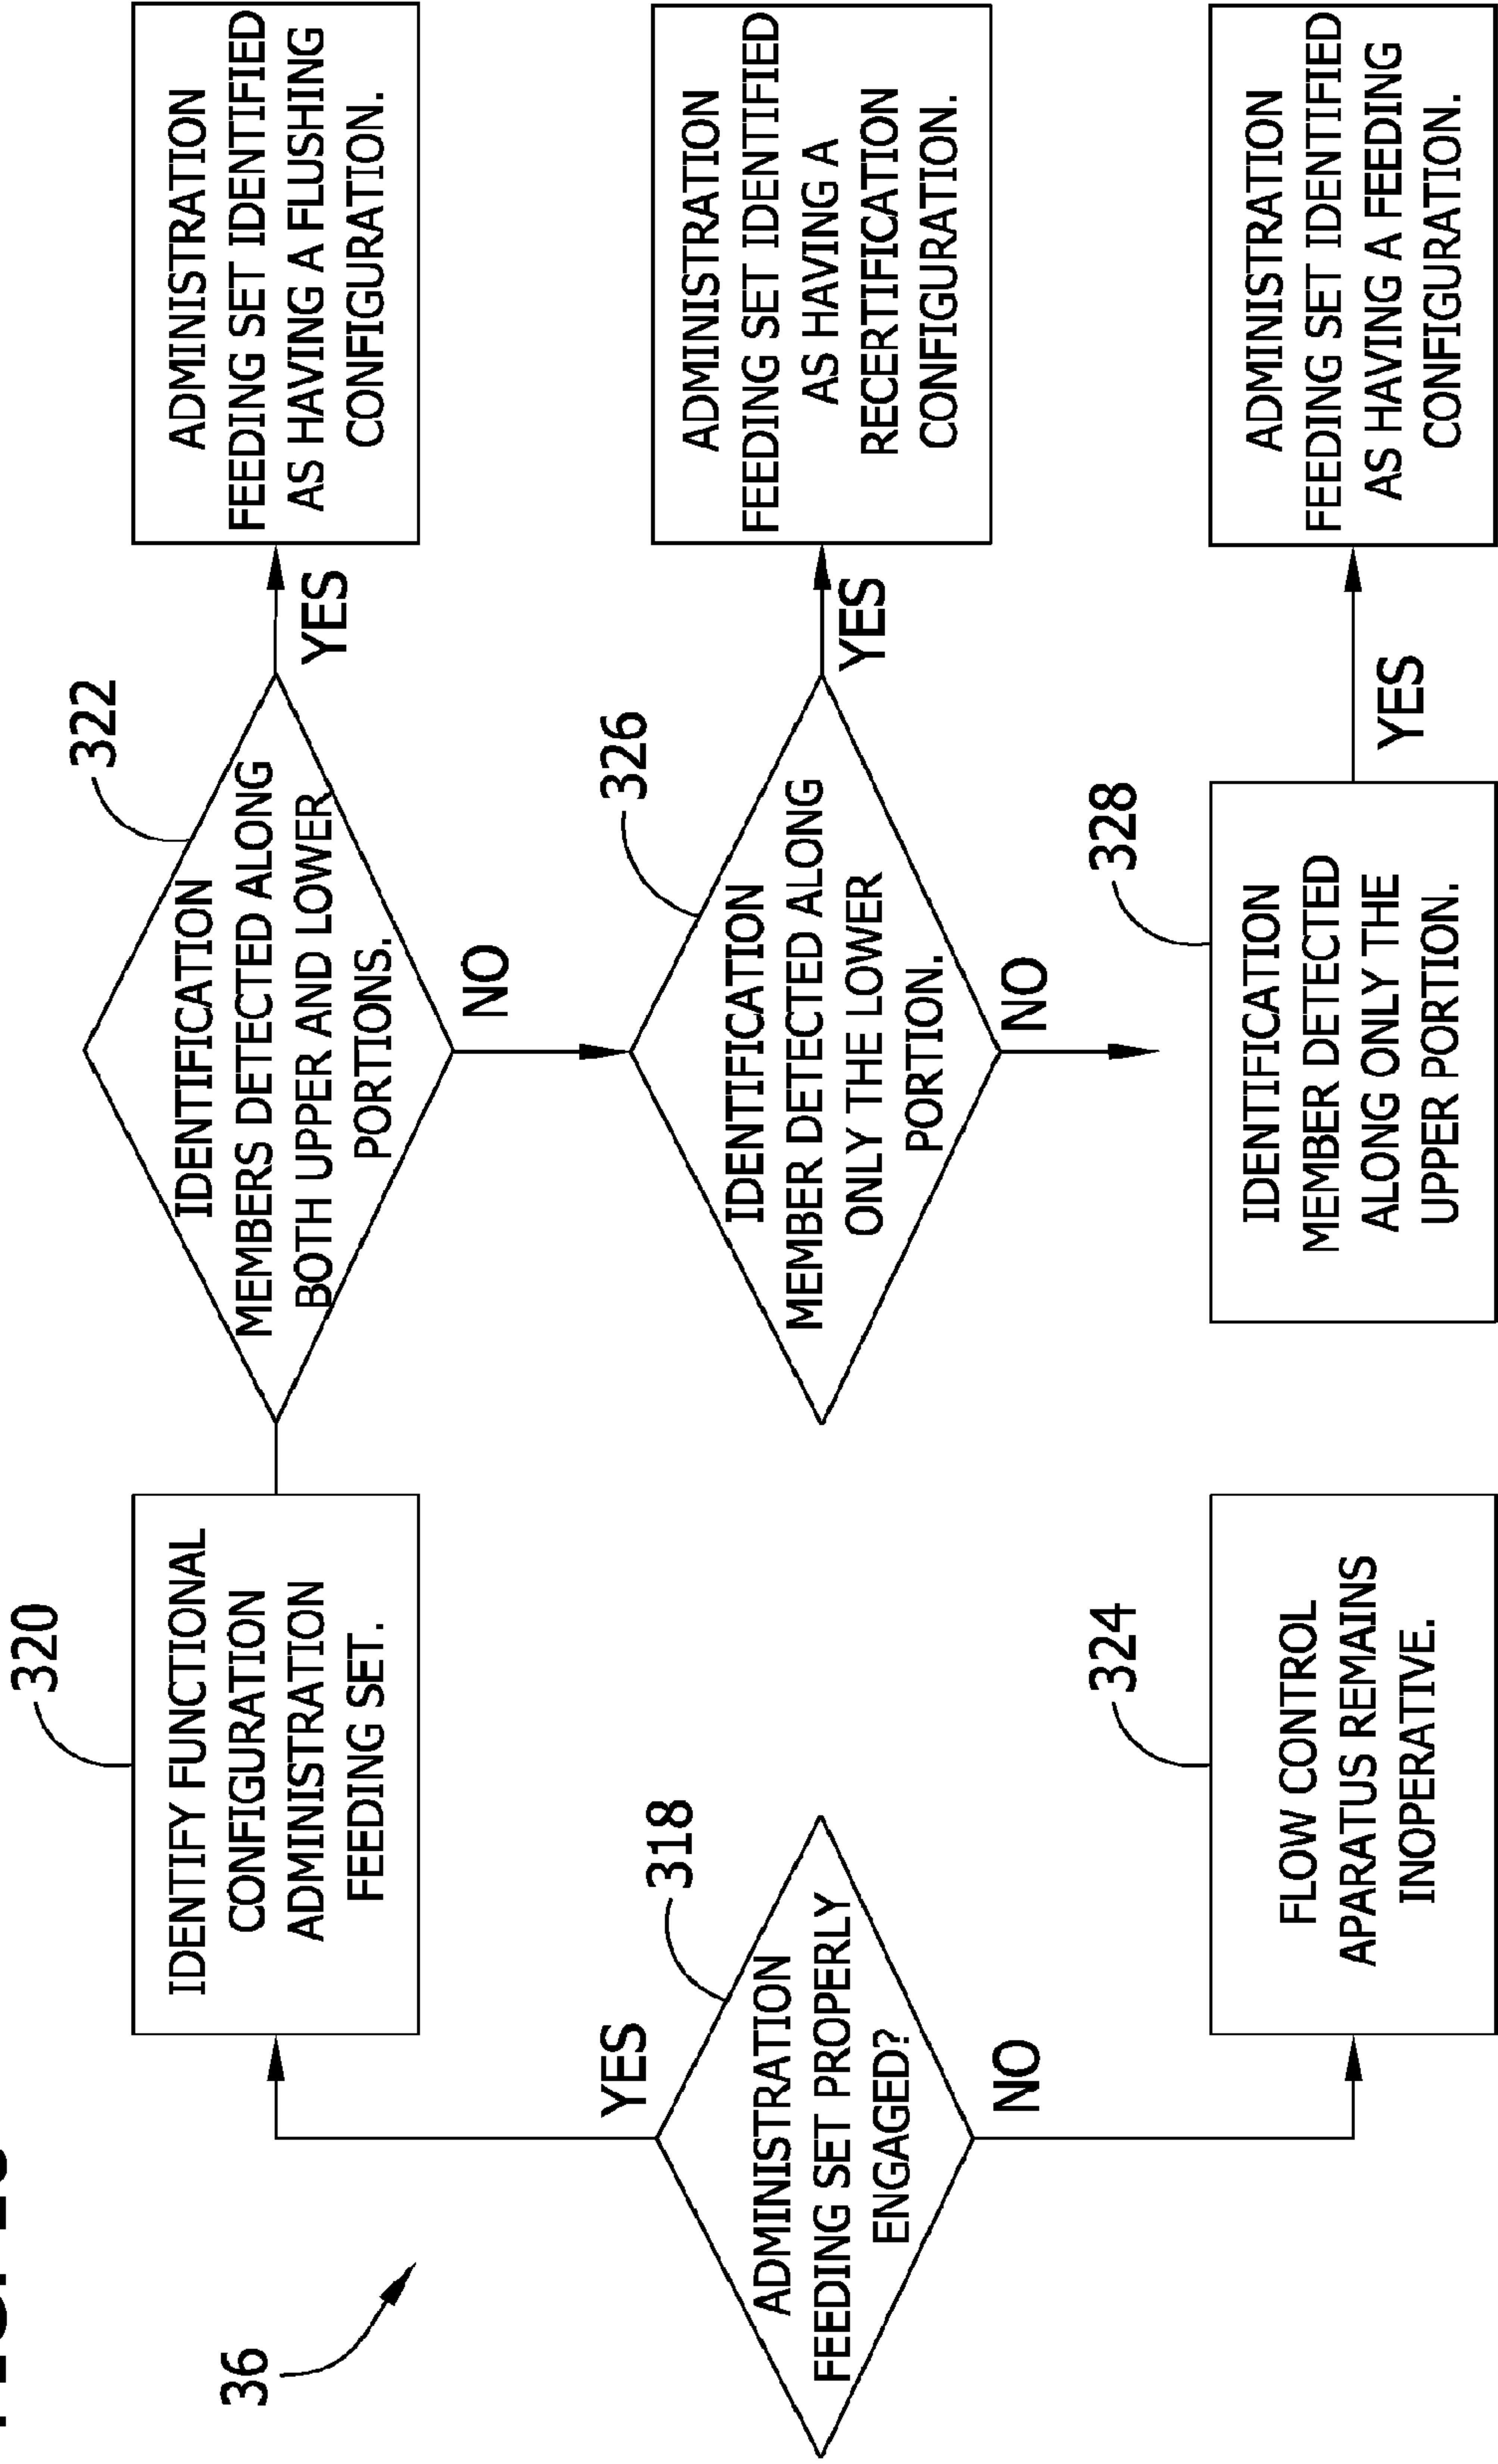 36
318
ADMINISTRATION
FEEDING SET PROPERLY
ENGAGED?
YES
NO
320
IDENTIFY FUNCTIONAL
CONFIGURATION
ADMINISTRATION
FEEDING SET.
324
FLOW CONTROL
APPARATUS REMAINS
INOPERATIVE.
322
IDENTIFICATION
MEMBERS DETECTED ALONG
BOTH UPPER AND LOWER
PORTIONS.
YES
NO
ADMINISTRATION
FEEDING SET IDENTIFIED
AS HAVING A FLUSHING
CONFIGURATION.
326
IDENTIFICATION
MEMBER DETECTED ALONG
ONLY THE LOWER
PORTION.
YES
NO
ADMINISTRATION
FEEDING SET IDENTIFIED
AS HAVING A
RECERTIFICATION
CONFIGURATION.
328
IDENTIFICATION
MEMBER DETECTED
ALONG ONLY THE
UPPER PORTION.
YES
ADMINISTRATION
FEEDING SET IDENTIFIED
AS HAVING A FEEDING
CONFIGURATION.